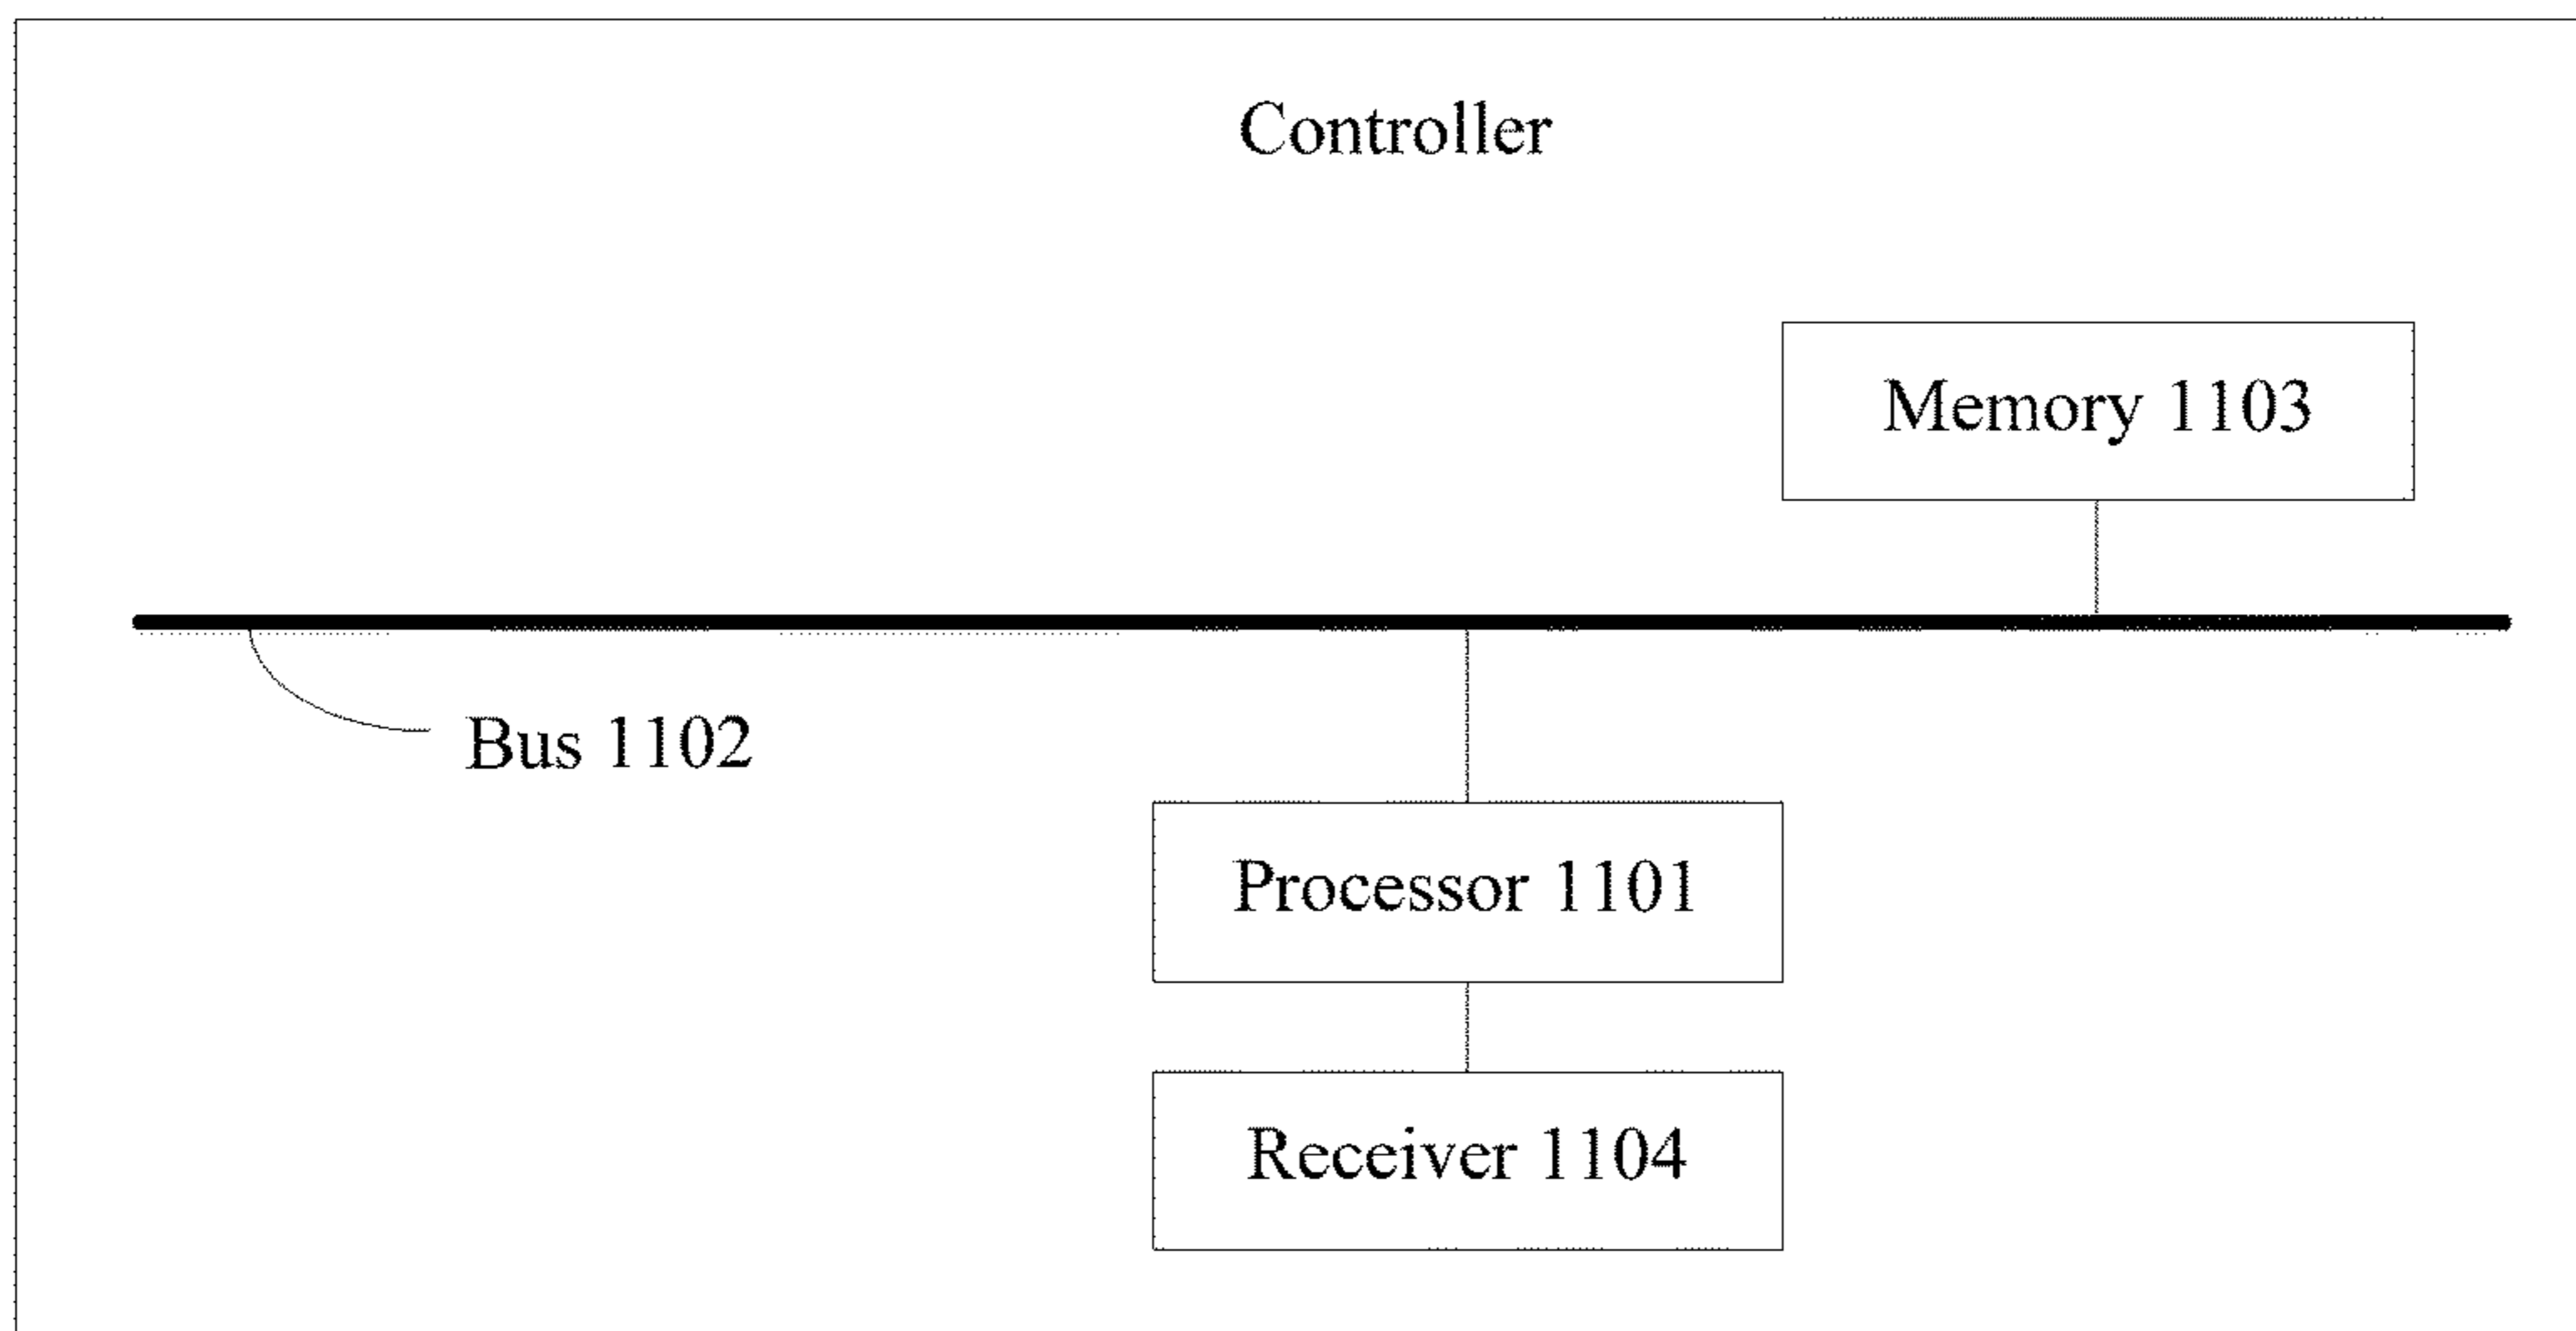 Controller
Memory 1103
Bus 1102
Processor 1101
Receiver 1104